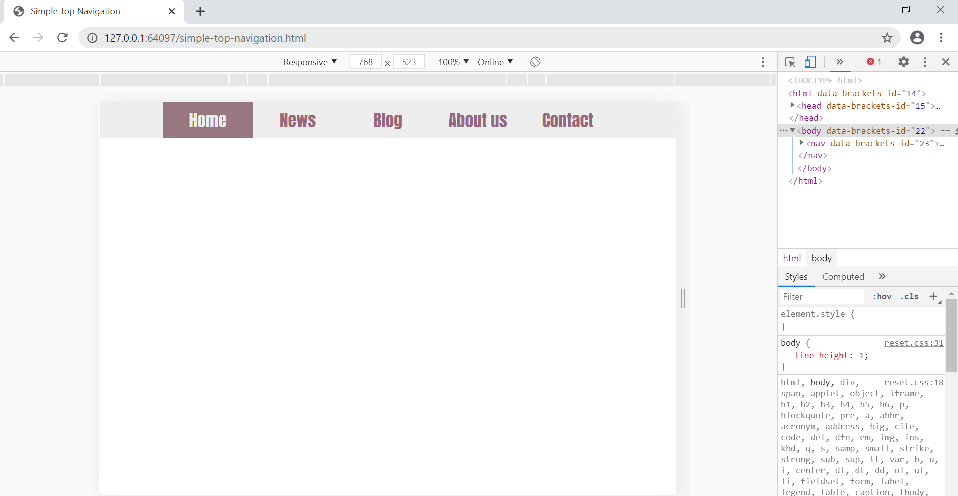 Simple Top Navigation
127.0.0.1:64097/simple-top-navigation.html
Responsive ▼ 768 × 523 100% ▼ Online ▼
1
Home News Blog About us Contact
<!DOCTYPE html>
<html data-brackets-id="14">
<head data-brackets-id="15">…
</head>
<body data-brackets-id="22"> ==
<nav data-brackets-id="23">…
</nav>
</body>
</html>
html body
Styles Computed »
Filter :hov .cls +
element.style {
}
body { reset.css:31
line-height: 1;
}
html, body, div, reset.css:18
span, applet, object, iframe,
h1, h2, h3, h4, h5, h6, p,
blockquote, pre, a, abbr,
acronym, address, big, cite,
code, del, dfn, em, img, ins,
kbd, q, s, samp, small, strike,
strong, sub, sup, tt, var, b, u,
i, center, dl, dt, dd, ol, ul,
li, fieldset, form, label,
legend, table, caption, tbody,